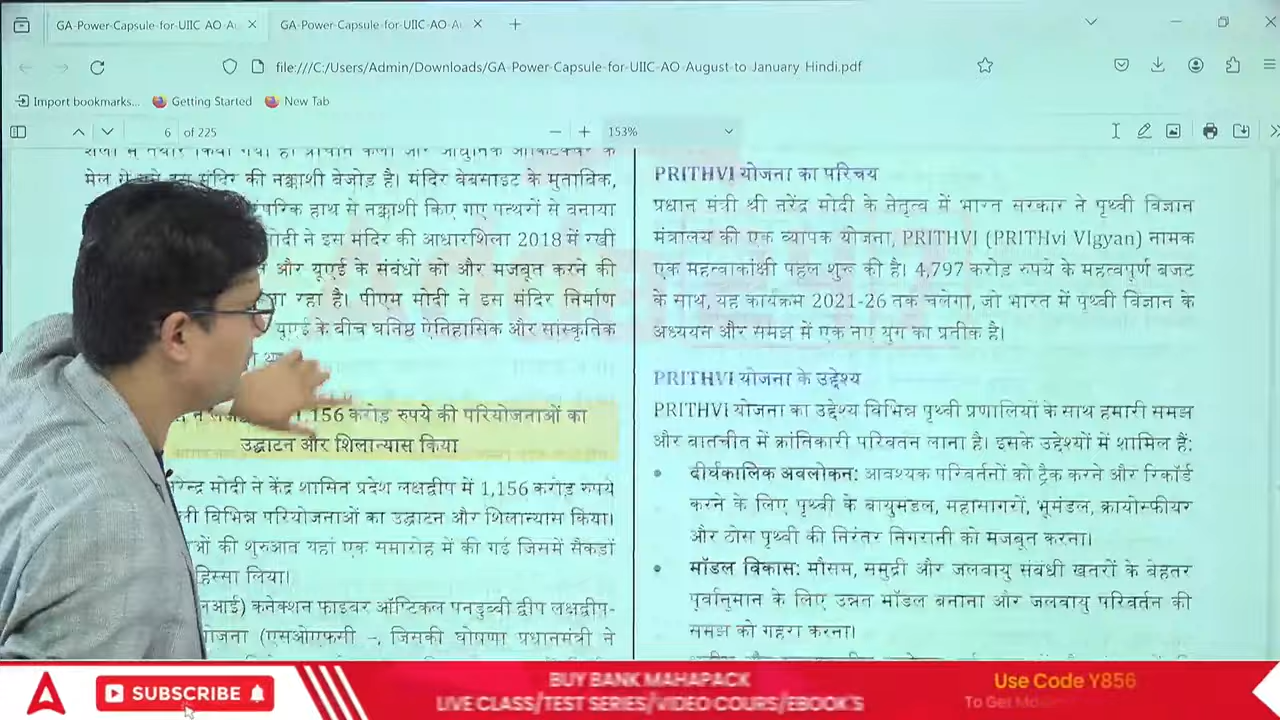 GA-Power-Capsule-for-UIIC AO-Au
GA-Power-Capsule-for-UIIC-AO-Au
file:///C:/Users/Admin/Downloads/GA-Power-Capsule-for-UIIC-AO-August-to January Hindi.pdf
Import bookmarks...
Getting Started
New Tab
6 of 225
153%
मेल से बने इस मंदिर की नक्काशी बेजोड़ है। मंदिर वेबसाइट के मुताबिक,
हाथ से नक्काशी किए गए पत्थरों से बनाया
मोदी ने इस मंदिर की आधारशिला 2018 में रखी
और यूएई के संबंधों को और मजबूत करने की
रहा है। पीएम मोदी ने इस मंदिर निर्माण
यूएई के बीच घनिष्ठ ऐतिहासिक और सांस्कृतिक
1,156 करोड़ रुपये की परियोजनाओं का
उद्घाटन और शिलान्यास किया
मोदी ने केंद्र शासित प्रदेश लक्षद्वीप में 1,156 करोड़ रुपये
विभिन्न परियोजनाओं का उद्घाटन और शिलान्यास किया।
की शुरुआत यहां एक समारोह में की गई जिसमें सैकड़ों
हिस्सा लिया।
कनेक्शन फाइबर ऑप्टिकल पनडुब्बी द्वीप लक्षद्वीप-
(एसओएफसी –, जिसकी घोषणा प्रधानमंत्री ने
PRITHVI योजना का परिचय
प्रधान मंत्री श्री नरेंद्र मोदी के नेतृत्व में भारत सरकार ने पृथ्वी विज्ञान
मंत्रालय की एक व्यापक योजना, PRITHVI (PRITHvi VIgyan) नामक
एक महत्वाकांक्षी पहल शुरू की है। 4,797 करोड़ रुपये के महत्वपूर्ण बजट
के साथ, यह कार्यक्रम 2021-26 तक चलेगा, जो भारत में पृथ्वी विज्ञान के
अध्ययन और समझ में एक नए युग का प्रतीक है।
PRITHVI योजना के उद्देश्य
PRITHVI योजना का उद्देश्य विभिन्न पृथ्वी प्रणालियों के साथ हमारी समझ
और बातचीत में क्रांतिकारी परिवर्तन लाना है। इसके उद्देश्यों में शामिल हैं:
• दीर्घकालिक अवलोकन: आवश्यक परिवर्तनों को ट्रैक करने और रिकॉर्ड
करने के लिए पृथ्वी के वायुमंडल, महासागरों, भूमंडल, क्रायोस्फीयर
और ठोस पृथ्वी की निरंतर निगरानी को मजबूत करना।
• मॉडल विकास: मौसम, समुद्री और जलवायु संबंधी खतरों के बेहतर
पूर्वानुमान के लिए उन्नत मॉडल बनाना और जलवायु परिवर्तन की
समझ को गहरा करना।
SUBSCRIBE
BUY BANK MAHAPACK
LIVE CLASS/TEST SERIES/VIDEO COURS/EBOOK'S
Use Code Y856
To Get